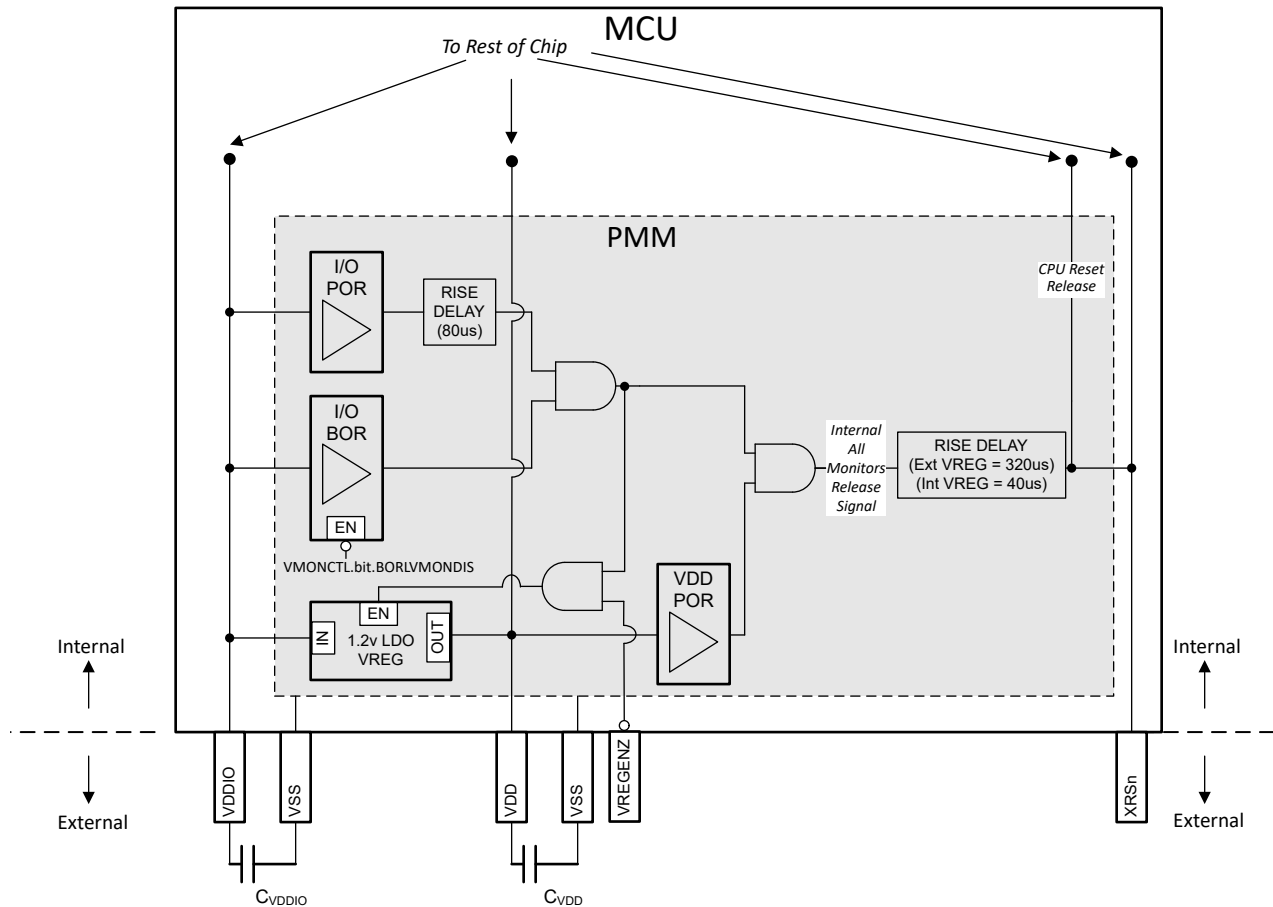 MCU
To Rest of Chip
PMM
I/O
POR
RISE
DELAY
(80us)
CPU Reset
Release
I/O
BOR
EN
VMONCTL.bit.BORLVMONDIS
Internal
All
Monitors
Release
Signal
RISE DELAY
(Ext VREG = 320us)
(Int VREG = 40us)
EN
IN
1.2v LDO
VREG
OUT
VDD
POR
Internal
External
Internal
External
VDDIO
VSS
VDD
VSS
VREGENZ
XRSn
CVDDIO
CVDD